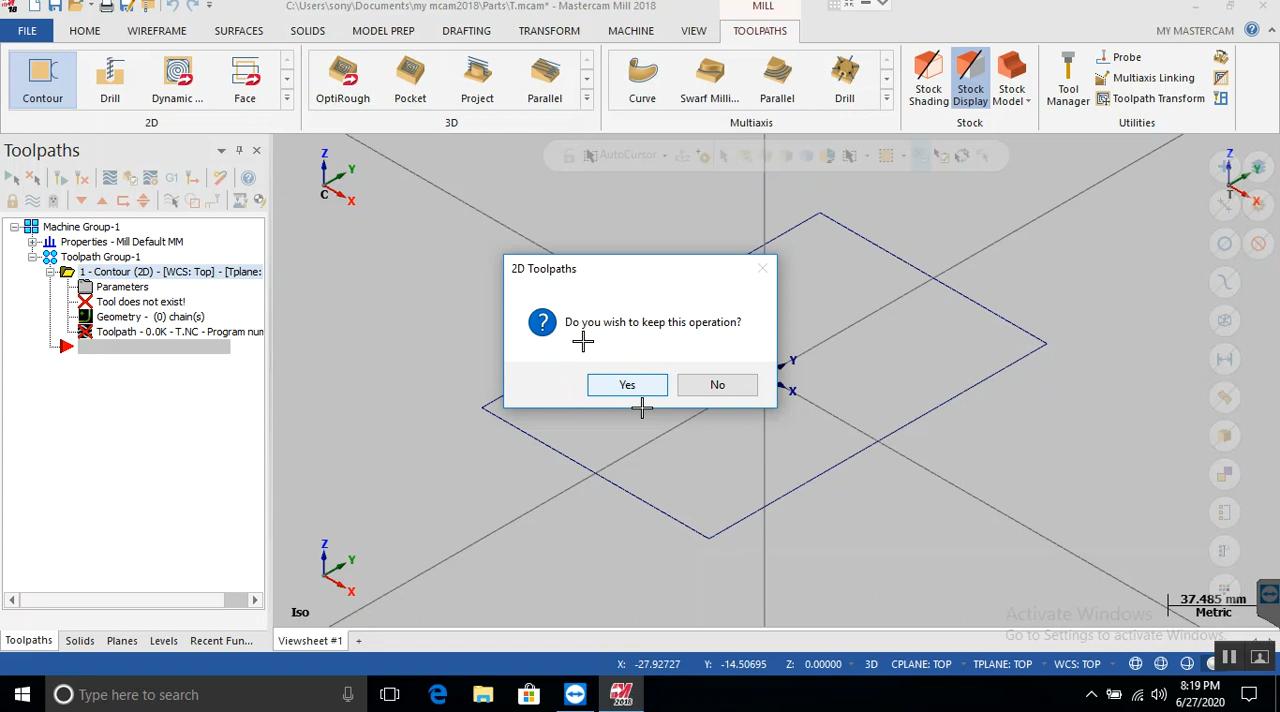 C:\Users\sony\Documents\my mcam2018\Parts\T.mcam* - Mastercam Mill 2018
MILL
FILE HOME WIREFRAME SURFACES SOLIDS MODEL PREP DRAFTING TRANSFORM MACHINE VIEW TOOLPATHS MY MASTERCAM
Contour Drill Dynamic ... Face
2D
OptiRough Pocket Project Parallel
3D
Curve Swarf Milli... Parallel Drill
Multiaxis
Stock Shading
Stock Display
Stock Model
Stock
Tool Manager
Probe
Multiaxis Linking
Toolpath Transform
Utilities
Toolpaths
G1
Machine Group-1
Properties - Mill Default MM
Toolpath Group-1
1 - Contour (2D) - [WCS: Top] - [Tplane:
Parameters
Tool does not exist!
Geometry - (0) chain(s)
Toolpath - 0.0K - T.NC - Program num
AutoCursor
Z
Y
X
C
Z
Y
X
T
2D Toolpaths
Do you wish to keep this operation?
Yes No
Y
X
Z
Y
X
Iso
37.485 mm
Metric
Activate Windows
Go to Settings to activate Windows.
Toolpaths Solids Planes Levels Recent Fun...
Viewsheet #1 +
X: -27.92727 Y: -14.50695 Z: 0.00000 3D CPLANE: TOP TPLANE: TOP WCS: TOP
Type here to search
2018
8:19 PM
6/27/2020